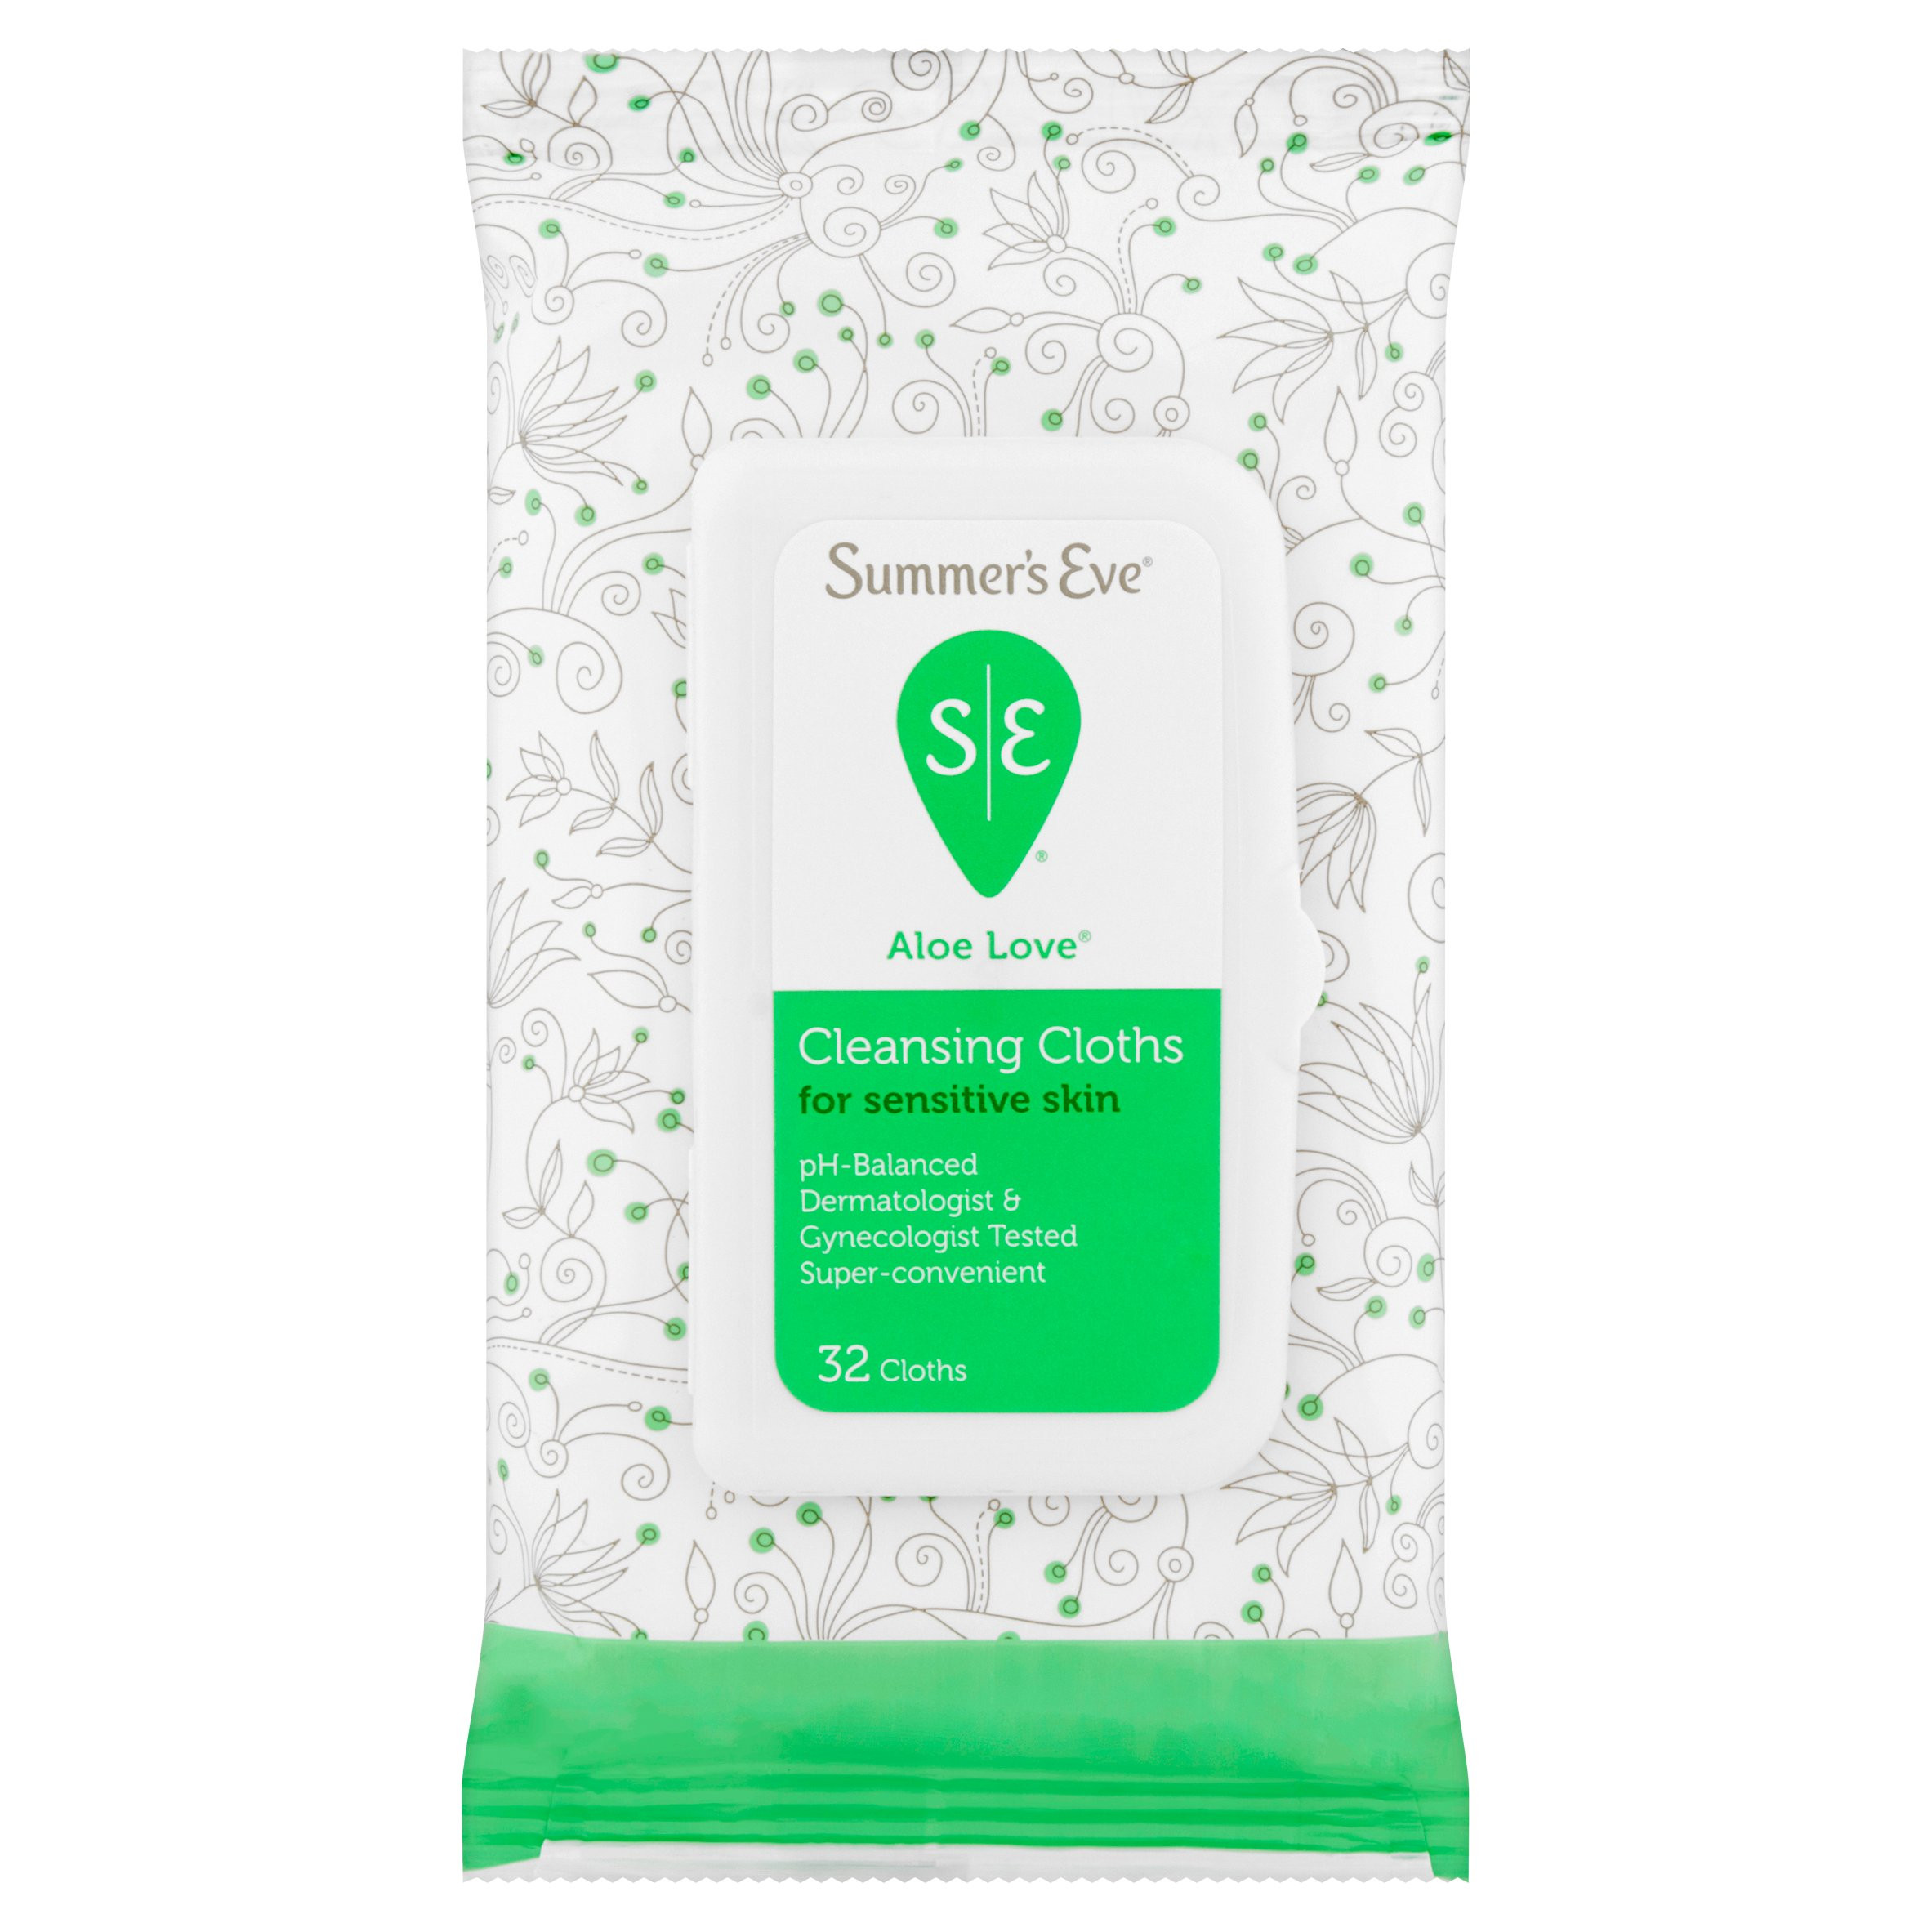 Summer's Eve®
S|E
®
Aloe Love®
Cleansing Cloths
for sensitive skin
pH-Balanced
Dermatologist &
Gynecologist Tested
Super-convenient
32 Cloths